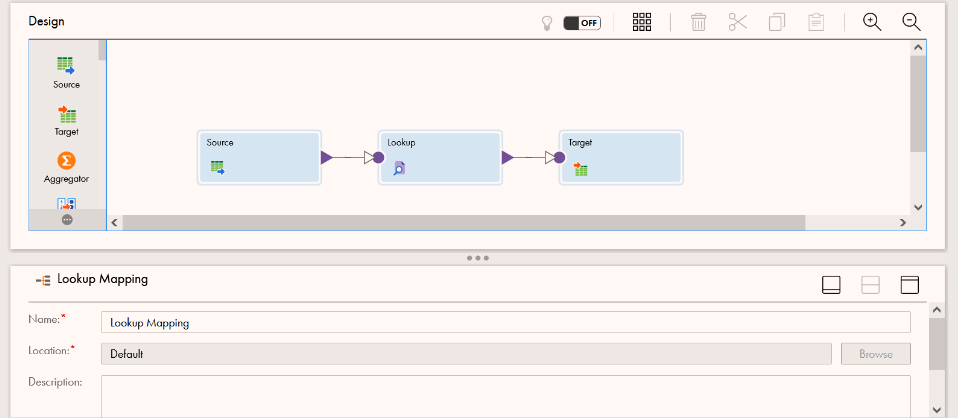 Design
OFF
Source
Target
Aggregator
Source
Lookup
Target
Lookup Mapping
Name:*
Lookup Mapping
Location:*
Default
Browse
Description: